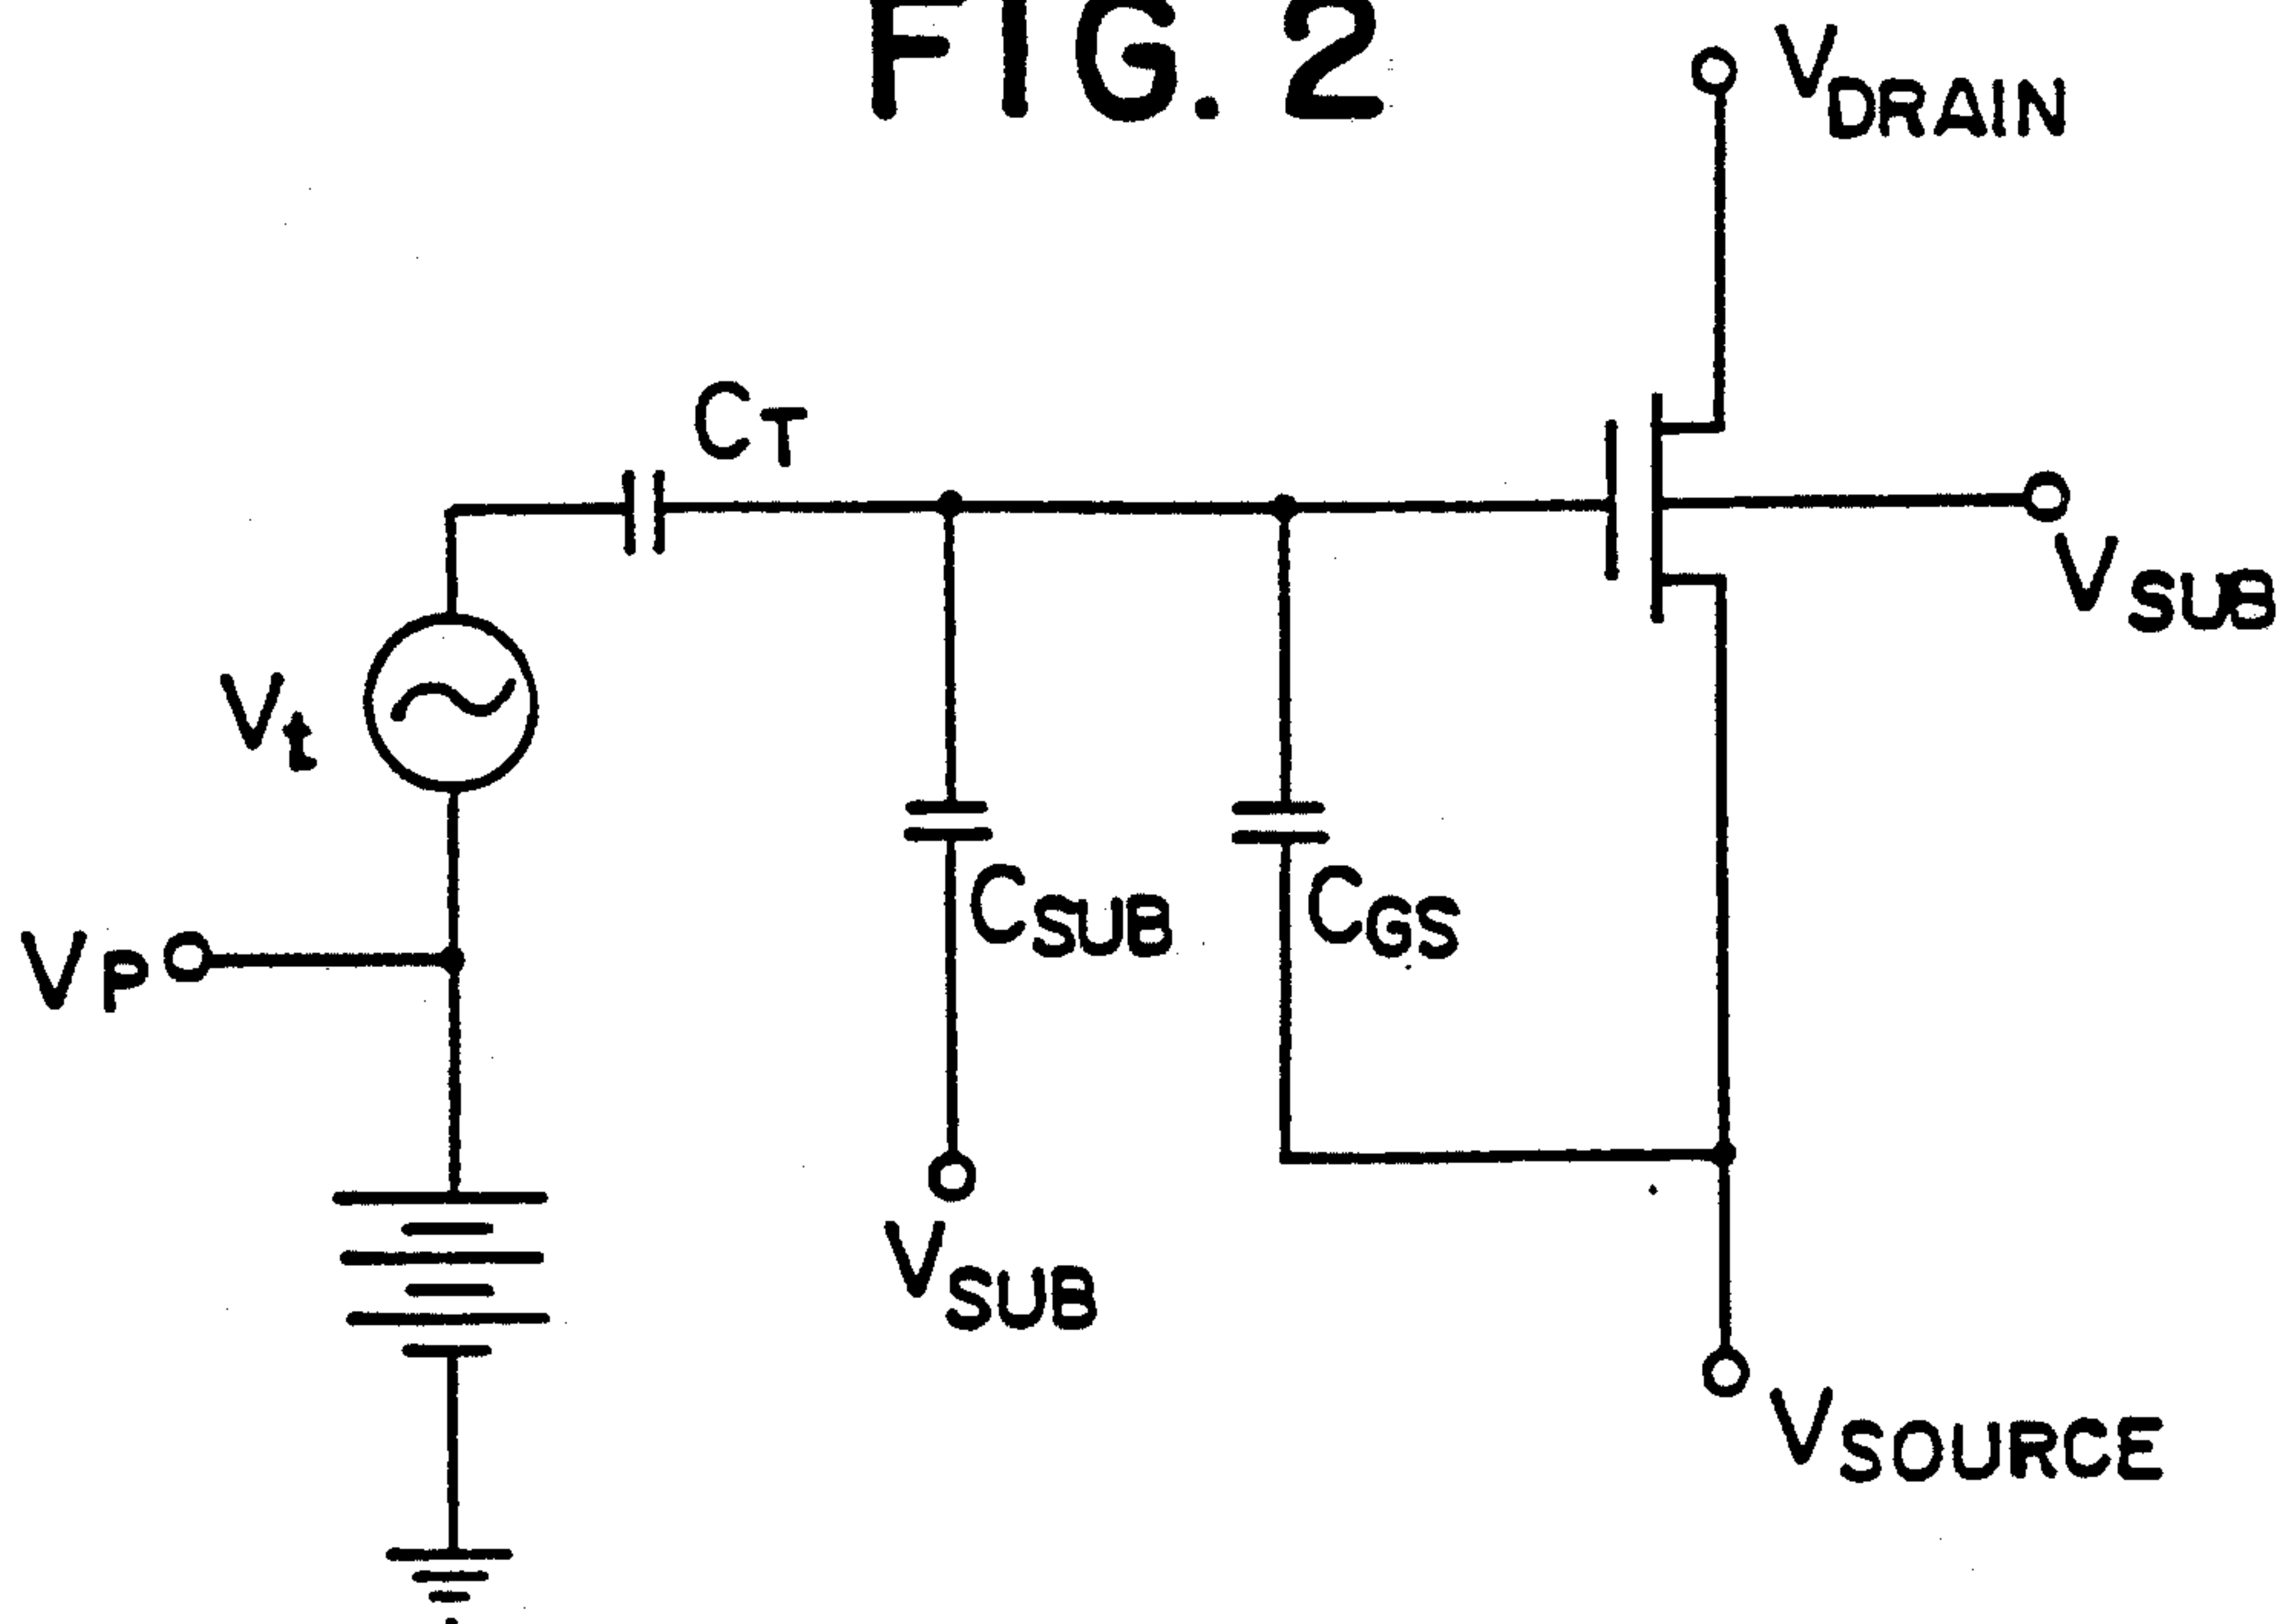 FIG. 2
VDRAIN
CT
VSUB
Vt
CSUB
CGS
VP
VSUB
VSOURCE